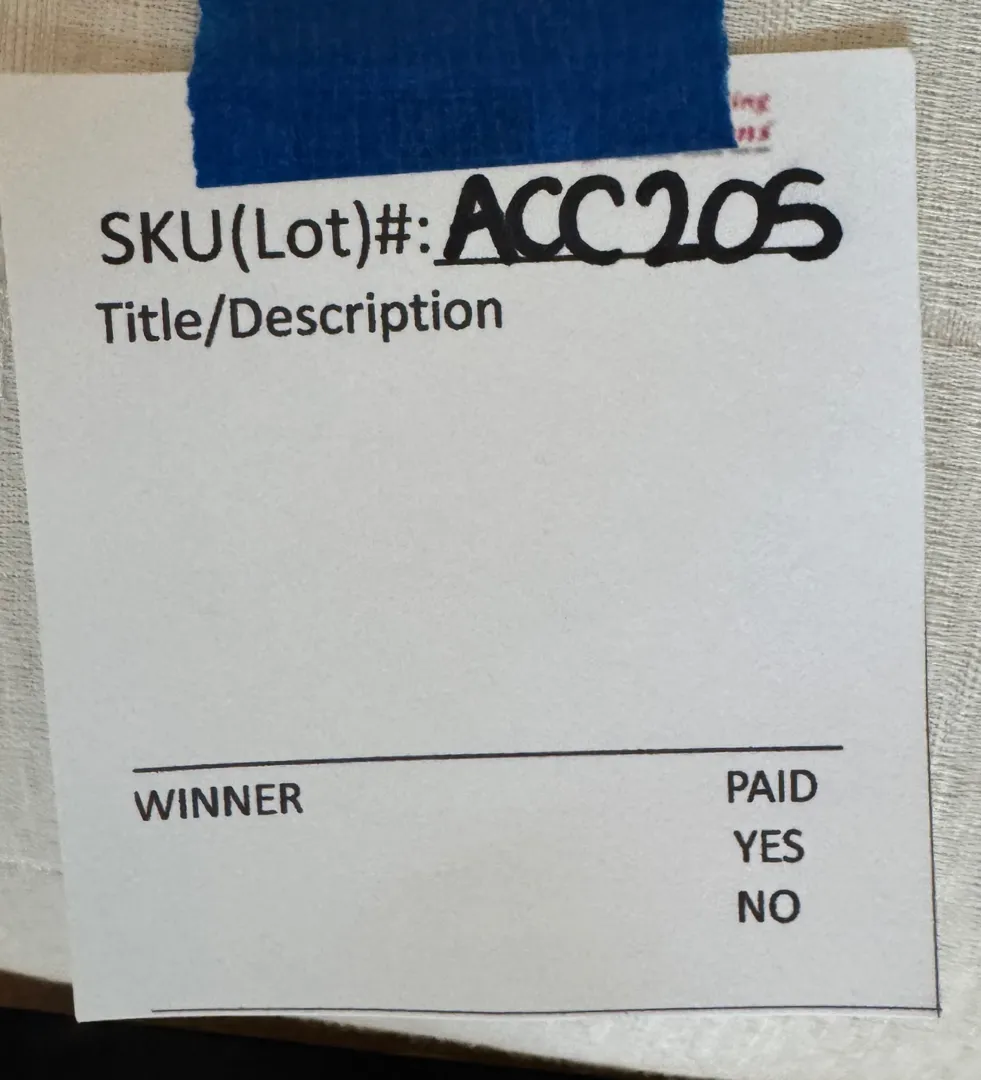 SKU(Lot)#: ACC205
Title/Description
WINNER
PAID
YES
NO